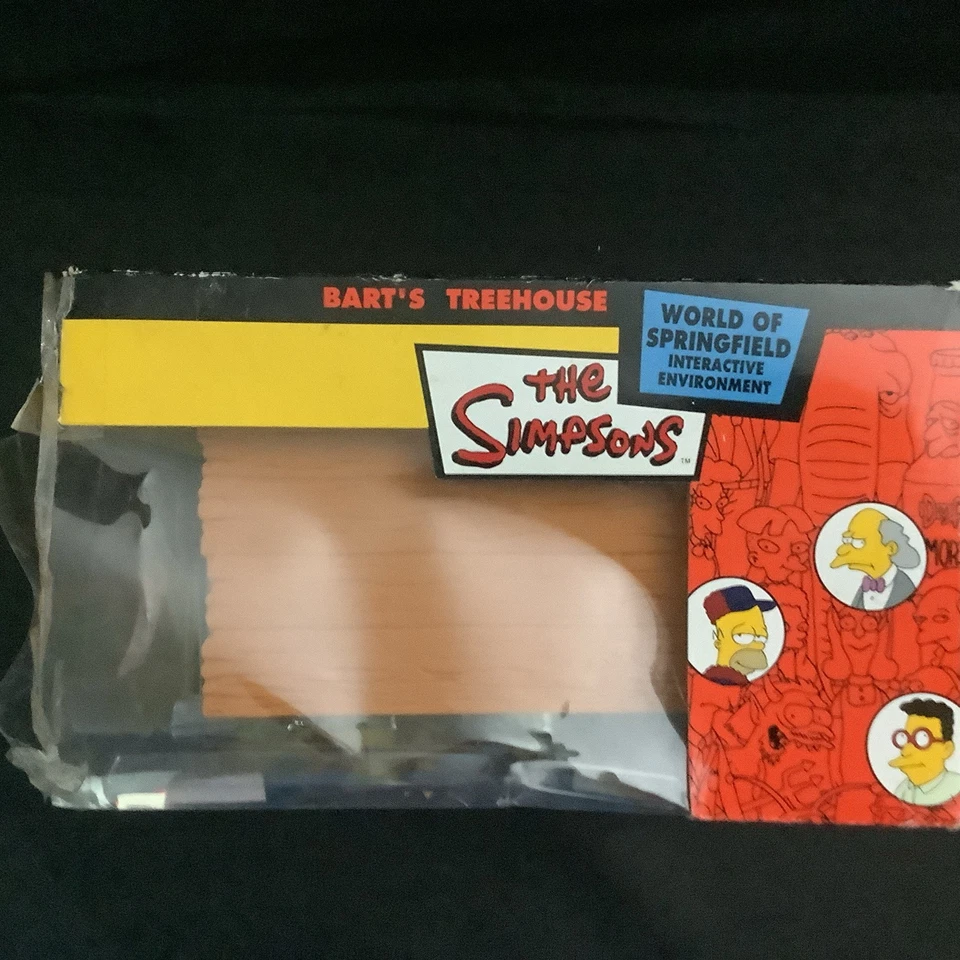 BART'S TREEHOUSE
WORLD OF
SPRINGFIELD
INTERACTIVE
ENVIRONMENT
THE
SIMPSONS
TM